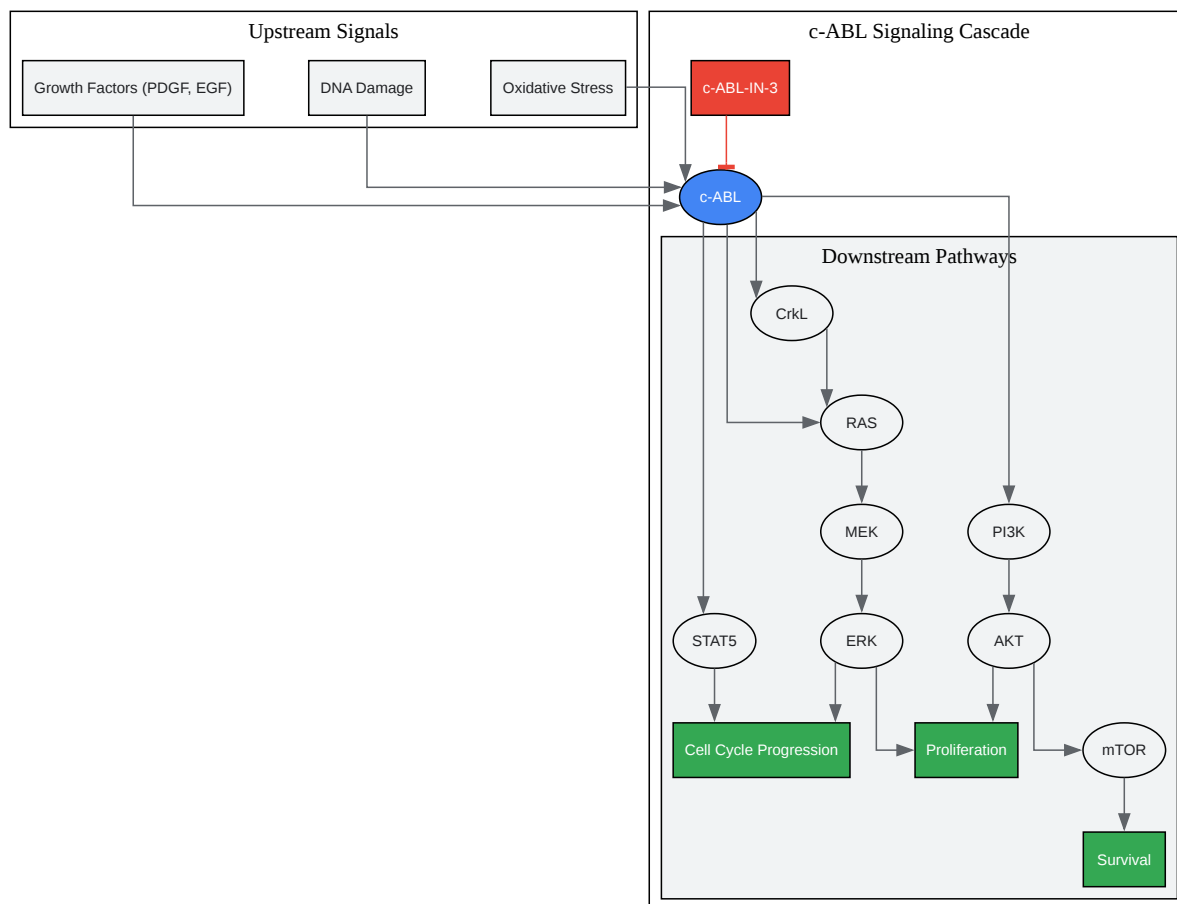 Upstream Signals
c-ABL Signaling Cascade
Growth Factors (PDGF, EGF)
DNA Damage
Oxidative Stress
c-ABL-IN-3
c-ABL
Downstream Pathways
CrkL
RAS
MEK
PI3K
STAT5
ERK
AKT
Cell Cycle Progression
Proliferation
mTOR
Survival